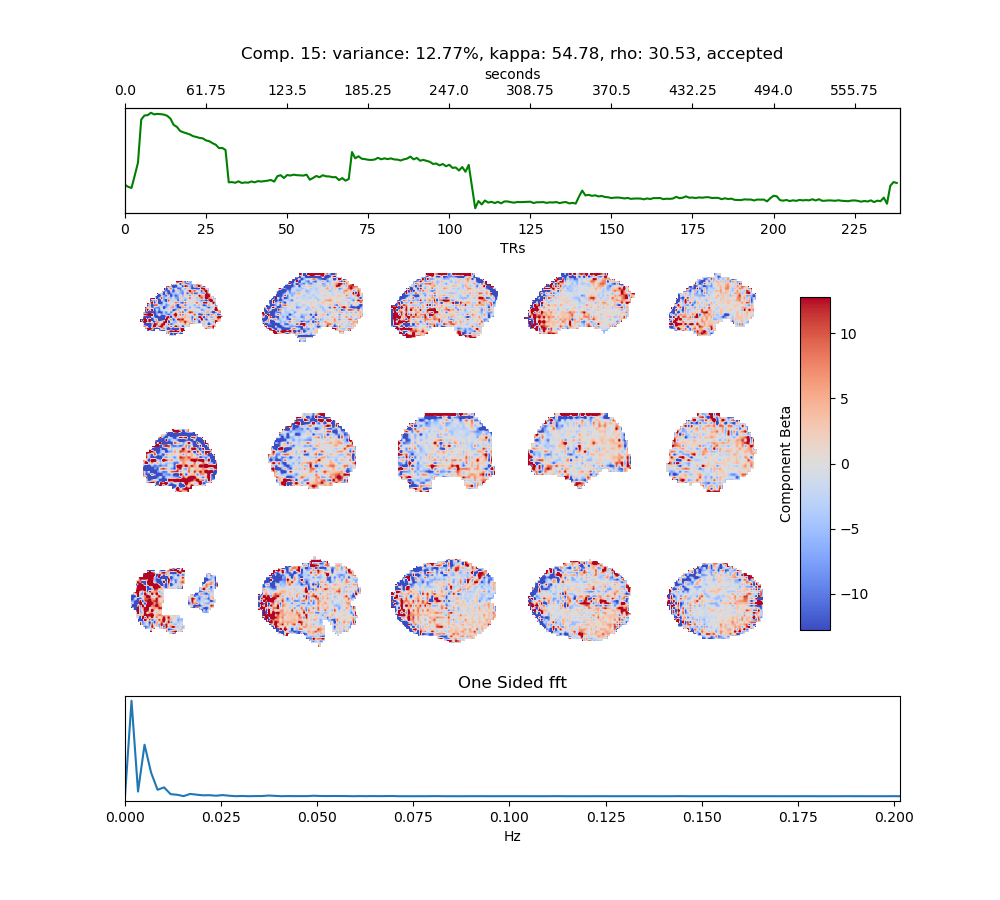 Comp. 15: variance: 12.77%, kappa: 54.78, rho: 30.53, accepted
seconds
0.0 61.75 123.5 185.25 247.0 308.75 370.5 432.25 494.0 555.75
0 25 50 75 100 125 150 175 200 225
TRs
10
5
0
−5
−10
Component Beta
One Sided fft
0.000 0.025 0.050 0.075 0.100 0.125 0.150 0.175 0.200
Hz